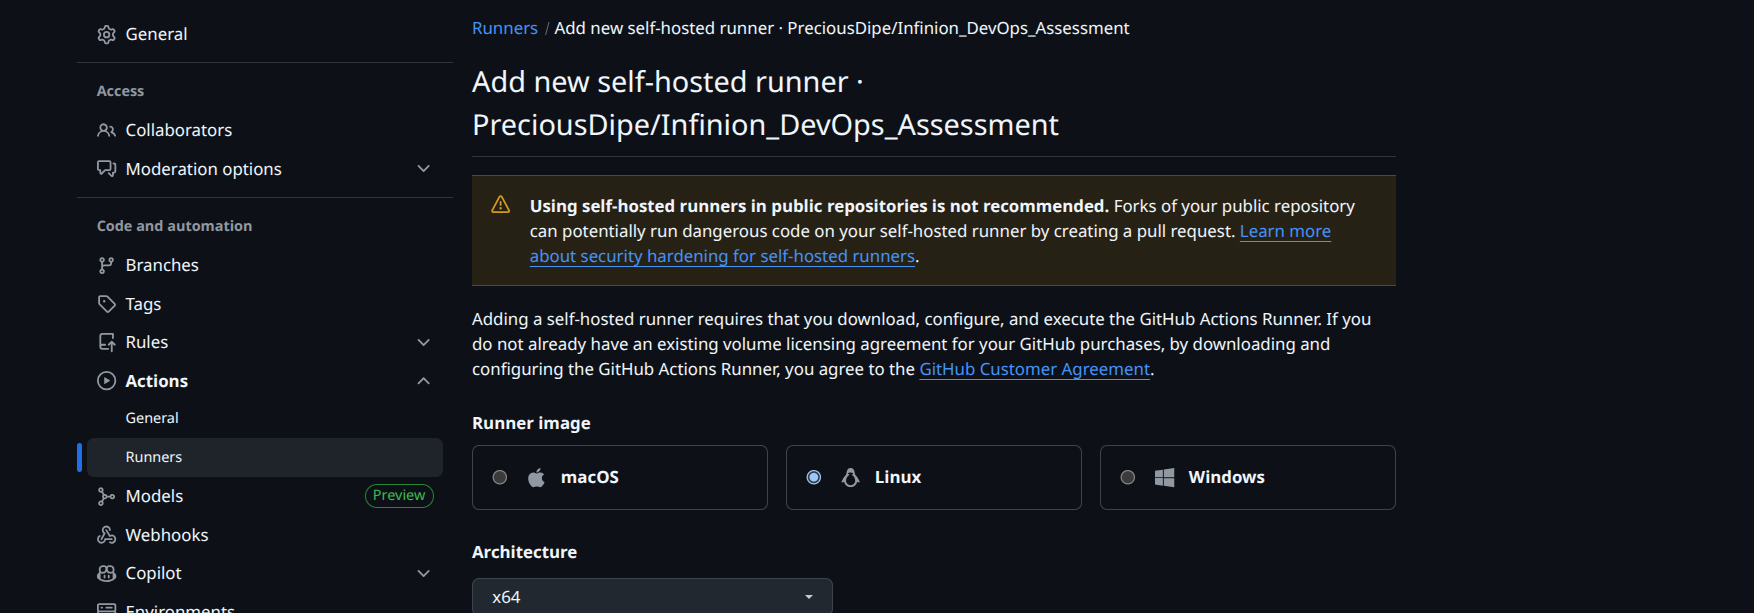 General
Access
Collaborators
Moderation options
Code and automation
Branches
Tags
Rules
Actions
General
Runners
Models Preview
Webhooks
Copilot
Environments
Runners / Add new self-hosted runner · PreciousDipe/Infinion_DevOps_Assessment
Add new self-hosted runner ·
PreciousDipe/Infinion_DevOps_Assessment
Using self-hosted runners in public repositories is not recommended. Forks of your public repository
can potentially run dangerous code on your self-hosted runner by creating a pull request. Learn more
about security hardening for self-hosted runners.
Adding a self-hosted runner requires that you download, configure, and execute the GitHub Actions Runner. If you
do not already have an existing volume licensing agreement for your GitHub purchases, by downloading and
configuring the GitHub Actions Runner, you agree to the GitHub Customer Agreement.
Runner image
macOS Linux Windows
Architecture
x64